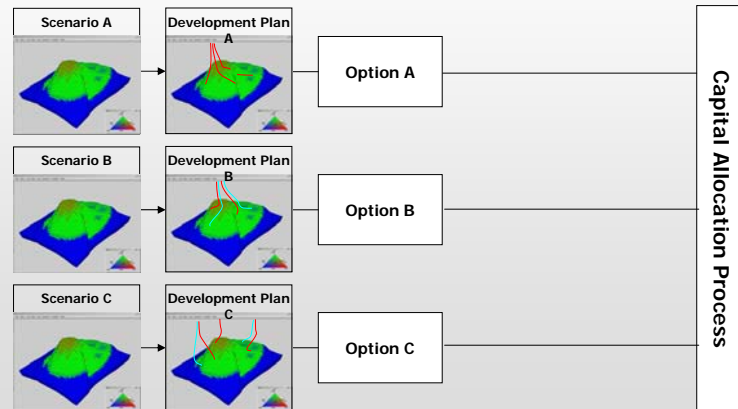 Scenario A
Development Plan
A
Option A
Scenario B
Development Plan
B
Option B
Scenario C
Development Plan
C
Option C
Capital Allocation Process